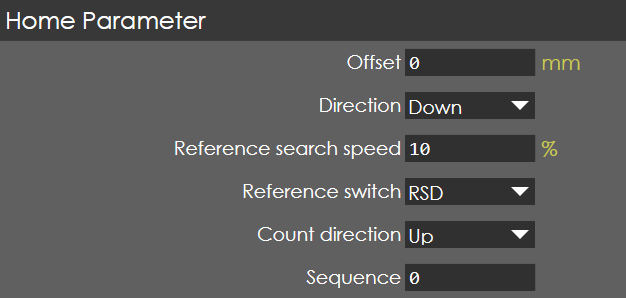 Home Parameter
Offset 0 mm
Direction Down
Reference search speed 10 %
Reference switch RSD
Count direction Up
Sequence 0